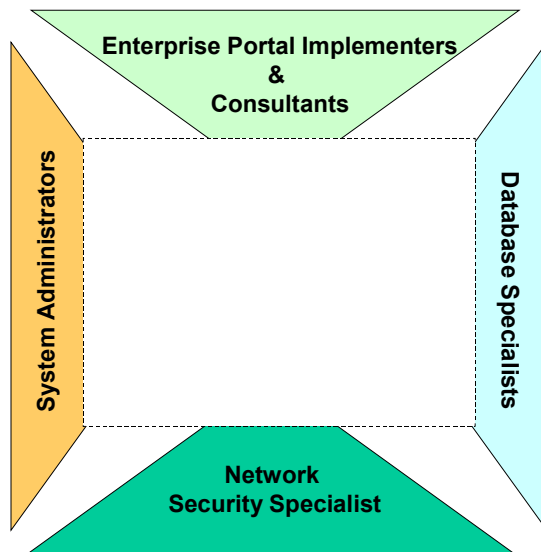 Enterprise Portal Implementers
&
Consultants
System Administrators
Database Specialists
Network
Security Specialist